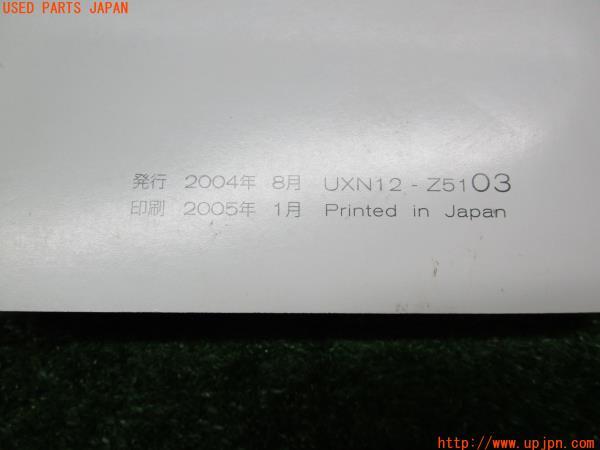 USED PARTS JAPAN
発行 2004年 8月 UXN12 - Z5103
印刷 2005年 1月 Printed in Japan
http://www.upjpn.com/